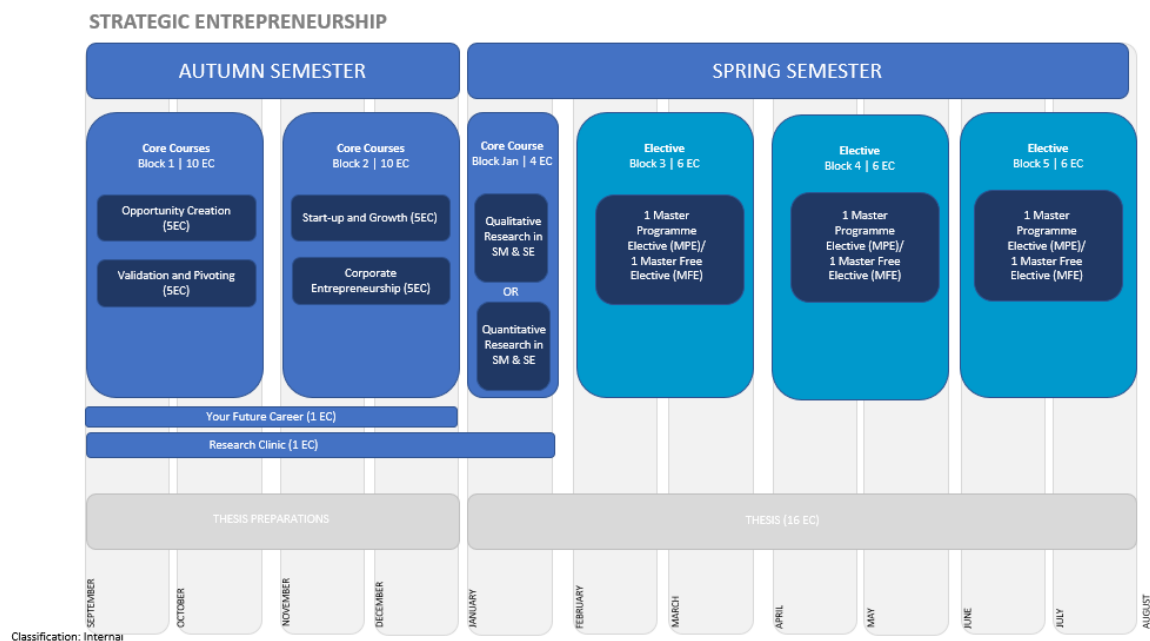 STRATEGIC ENTREPRENEURSHIP
AUTUMN SEMESTER
SPRING SEMESTER
Core Courses
Block 1 | 10 EC
Opportunity Creation
(5EC)
Validation and Pivoting
(5EC)
Core Courses
Block 2 | 10 EC
Start-up and Growth (5EC)
Corporate
Entrepreneurship (5EC)
Core Course
Block Jan | 4 EC
Qualitative
Research in
SM & SE
OR
Quantitative
Research in
SM & SE
Elective
Block 3 | 6 EC
1 Master
Programme
Elective (MPE)/
1 Master Free
Elective (MFE)
Elective
Block 4 | 6 EC
1 Master
Programme
Elective (MPE)/
1 Master Free
Elective (MFE)
Elective
Block 5 | 6 EC
1 Master
Programme
Elective (MPE)/
1 Master Free
Elective (MFE)
Your Future Career (1 EC)
Research Clinic (1 EC)
THESIS PREPARATIONS
THESIS (16 EC)
SEPTEMBER
OCTOBER
NOVEMBER
DECEMBER
JANUARY
FEBRUARY
MARCH
APRIL
MAY
JUNE
JULY
AUGUST
Classification: Internal